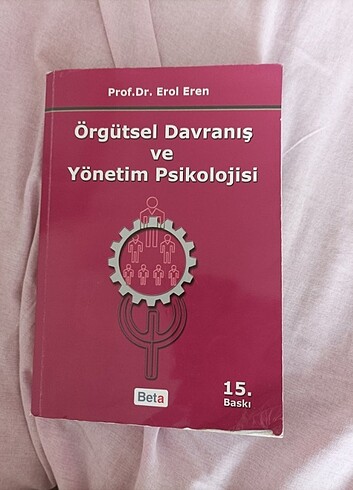 Prof.Dr. Erol Eren
Örgütsel Davranış
ve
Yönetim Psikolojisi
Beta
15.
Baskı